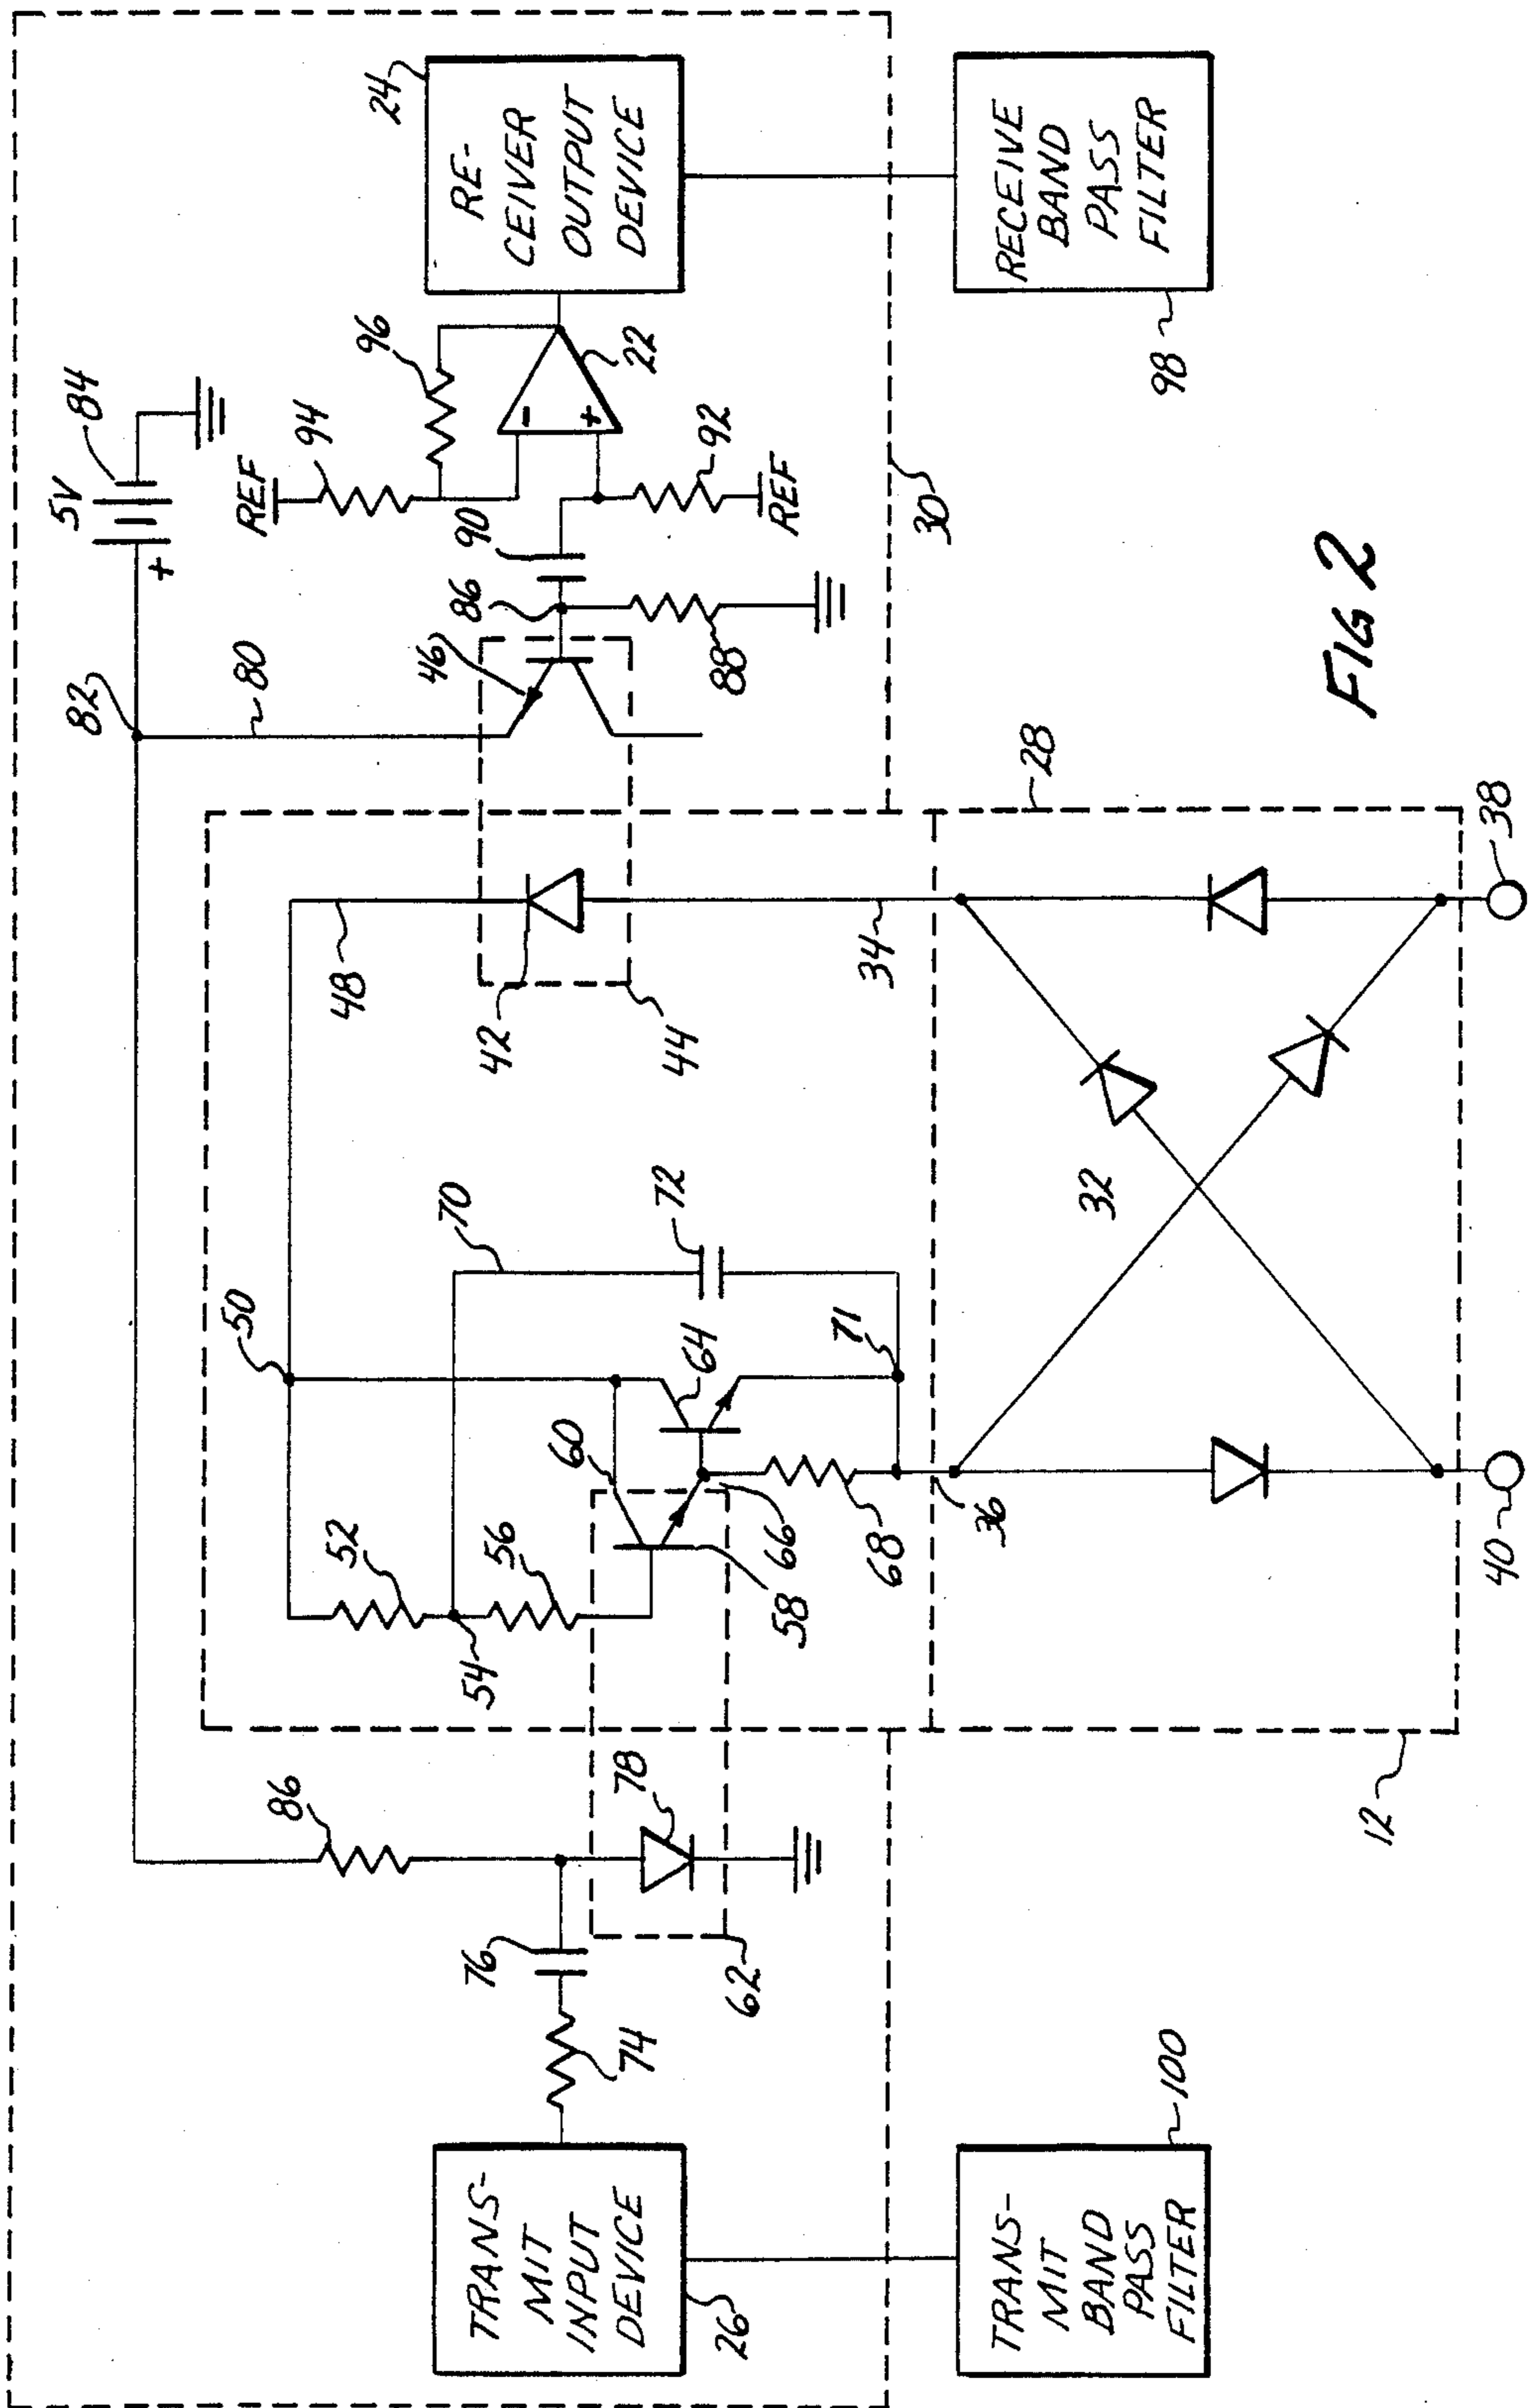 84
5V
+
82
80
REF
94
96
24
RE-
CEIVER
OUTPUT
DEVICE
46
86
90
-
+
22
88
92
REF
30
RECEIVE
BAND
PASS
FILTER
98
50
48
70
42
44
34
28
52
54
56
60
64
72
58
66
68
71
36
32
38
40
12
86
76
78
74
62
TRANS-
MIT
INPUT
DEVICE
26
TRANS-
MIT
BAND
PASS
FILTER
100
FIG 2